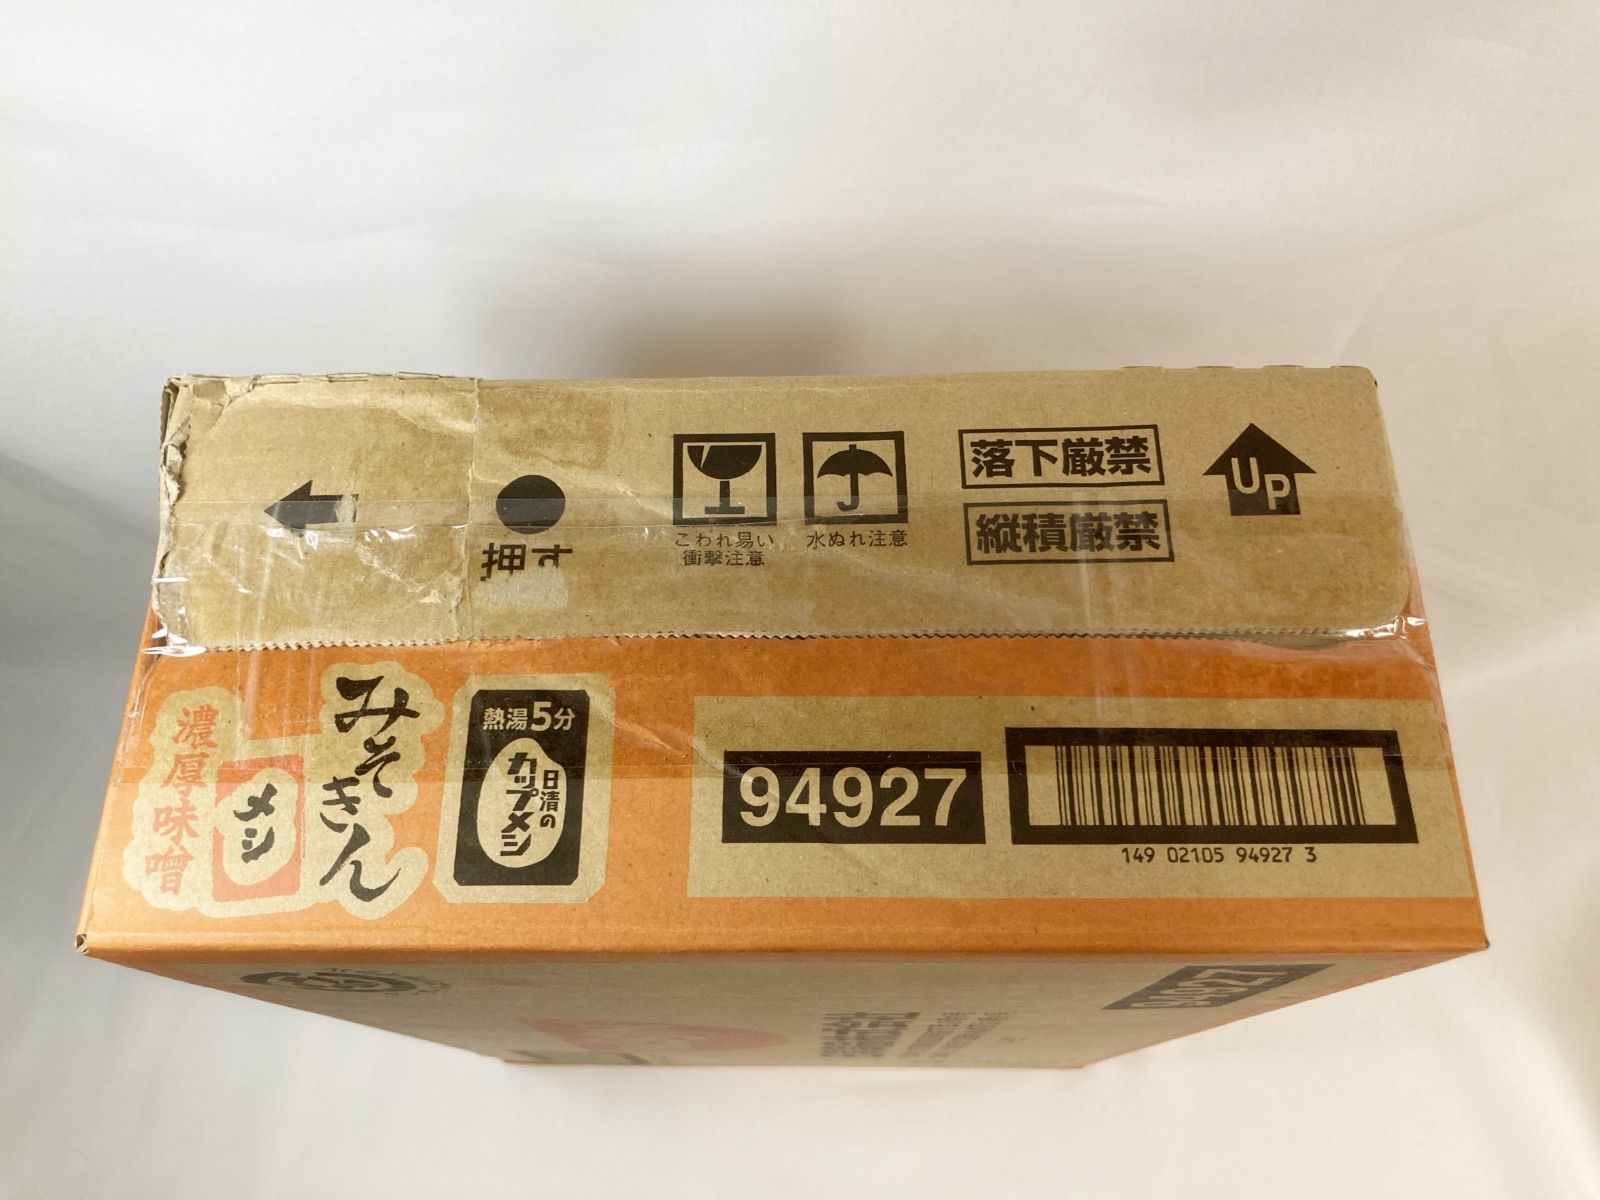 押す
こわれ易い
衝撃注意
水ぬれ注意
落下厳禁
縦積厳禁
UP
みそきん
メシ
濃厚味噌
熱湯5分
日清の
カップメシ
94927
149 02105 94927 3
94927